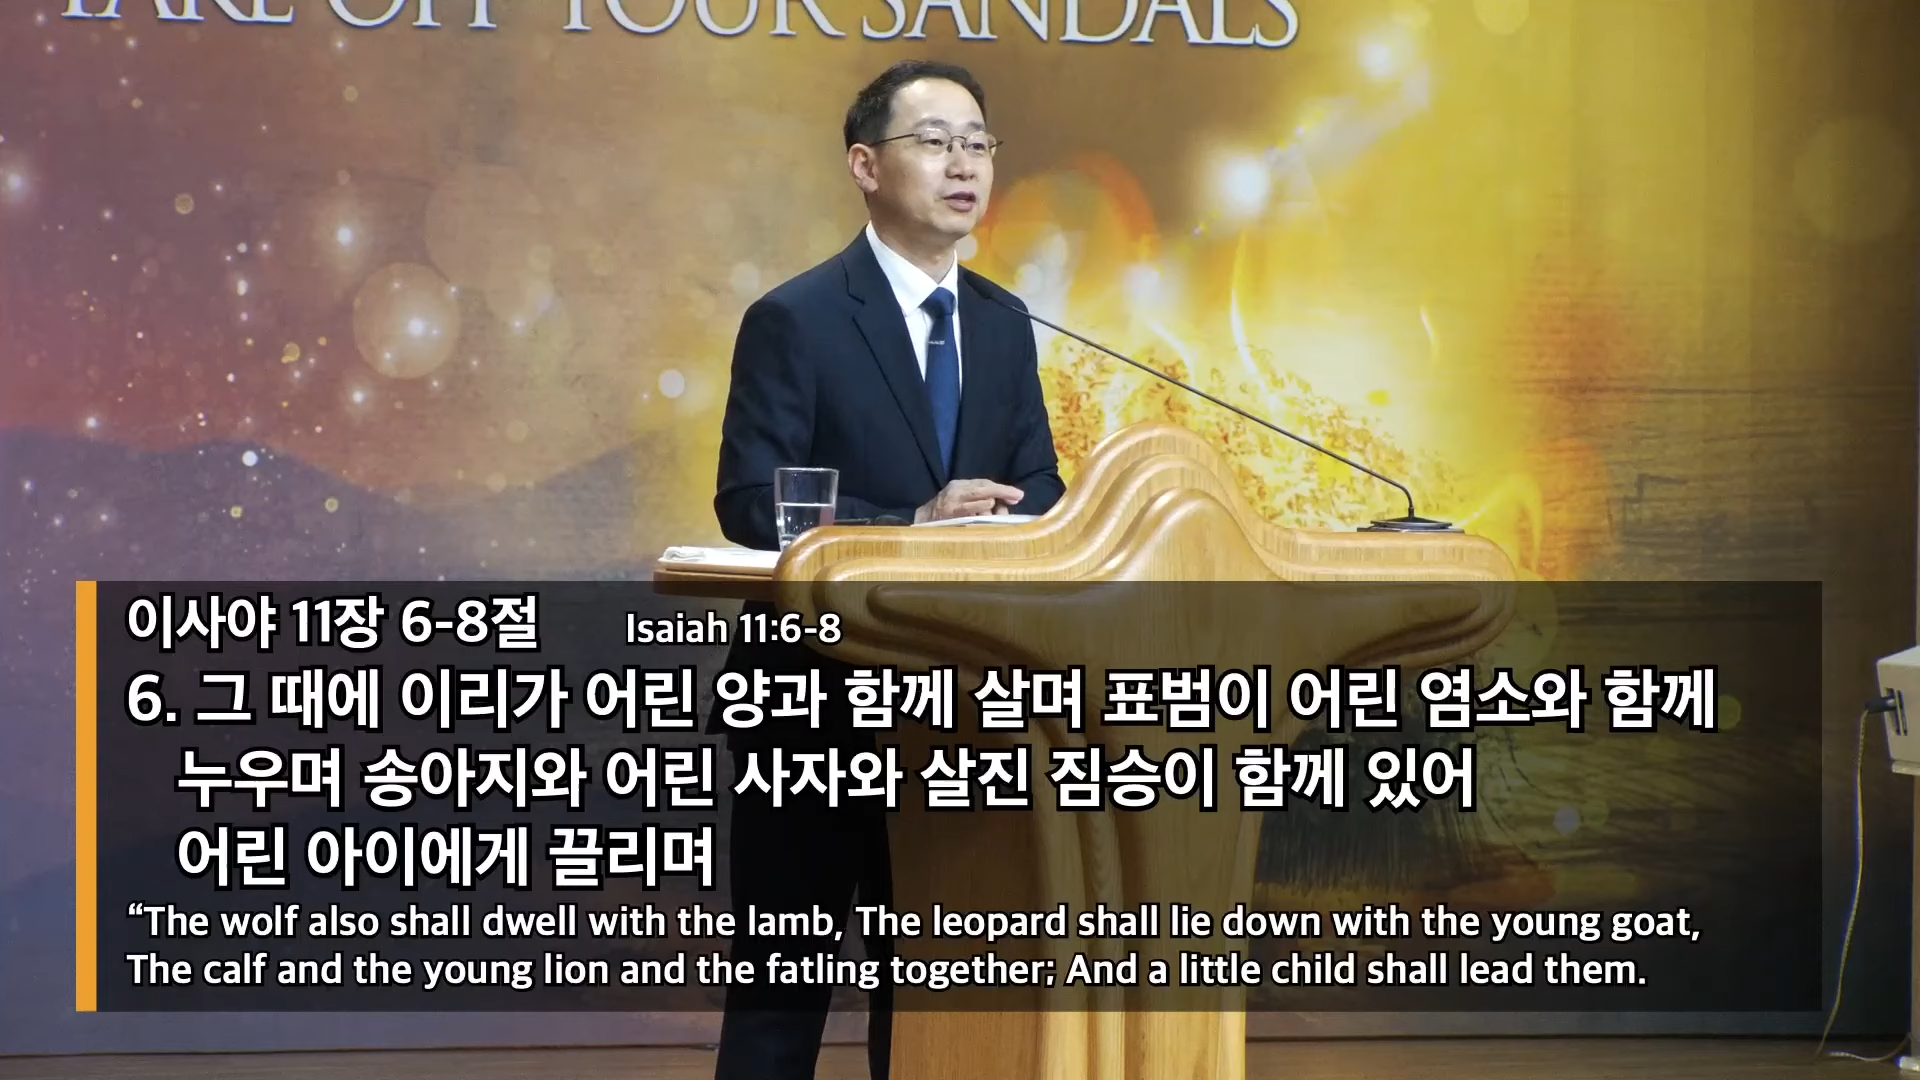 TAKE OFF YOUR SANDALS
이사야 11장 6-8절 Isaiah 11:6-8
6. 그 때에 이리가 어린 양과 함께 살며 표범이 어린 염소와 함께
누우며 송아지와 어린 사자와 살진 짐승이 함께 있어
어린 아이에게 끌리며
“The wolf also shall dwell with the lamb, The leopard shall lie down with the young goat,
The calf and the young lion and the fatling together; And a little child shall lead them.